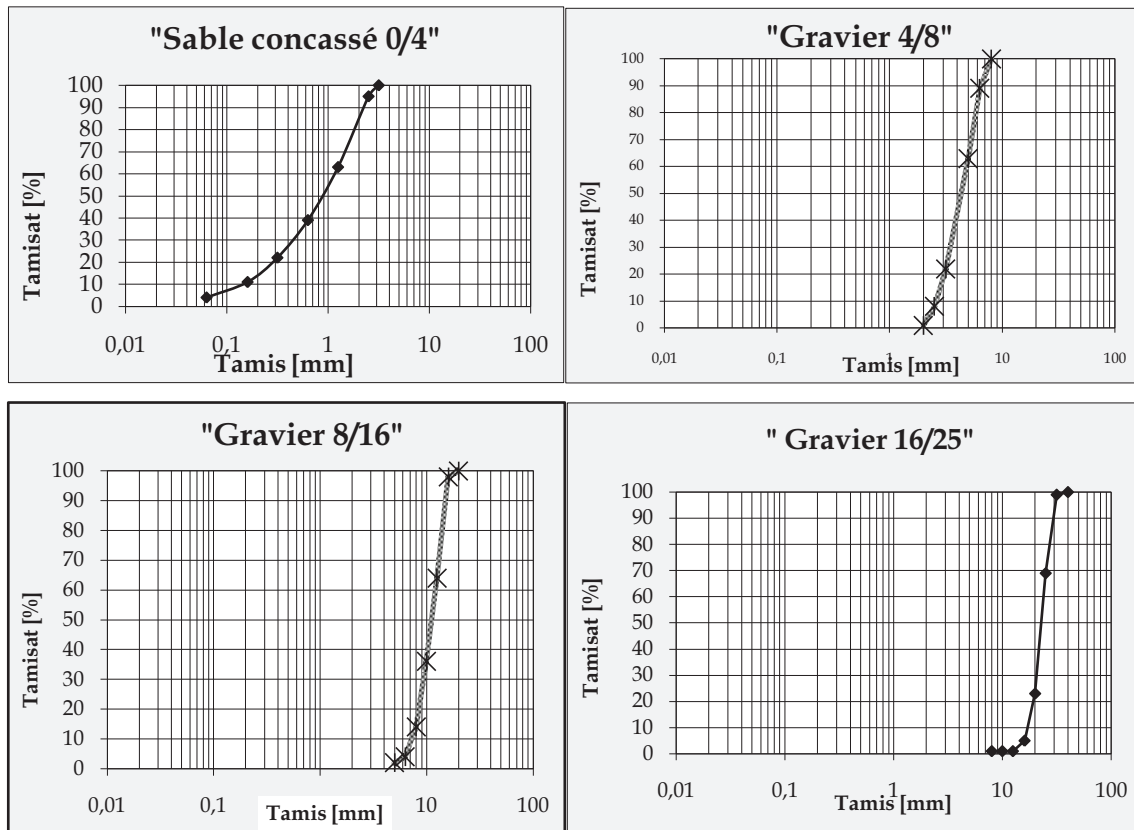 "Sable concassé 0/4"
100
90
80
70
60
50
40
30
20
10
0
Tamisat [%]
0,01 0,1 1 10 100
Tamis [mm]
"Gravier 4/8"
100
90
80
70
60
50
40
30
20
10
0
Tamisat [%]
0,01 0,1 1 10 100
Tamis [mm]
"Gravier 8/16"
100
90
80
70
60
50
40
30
20
10
0
Tamisat [%]
0,01 0,1 1 10 100
Tamis [mm]
" Gravier 16/25"
100
90
80
70
60
50
40
30
20
10
0
Tamisat [%]
0,01 0,1 1 10 100
Tamis [mm]